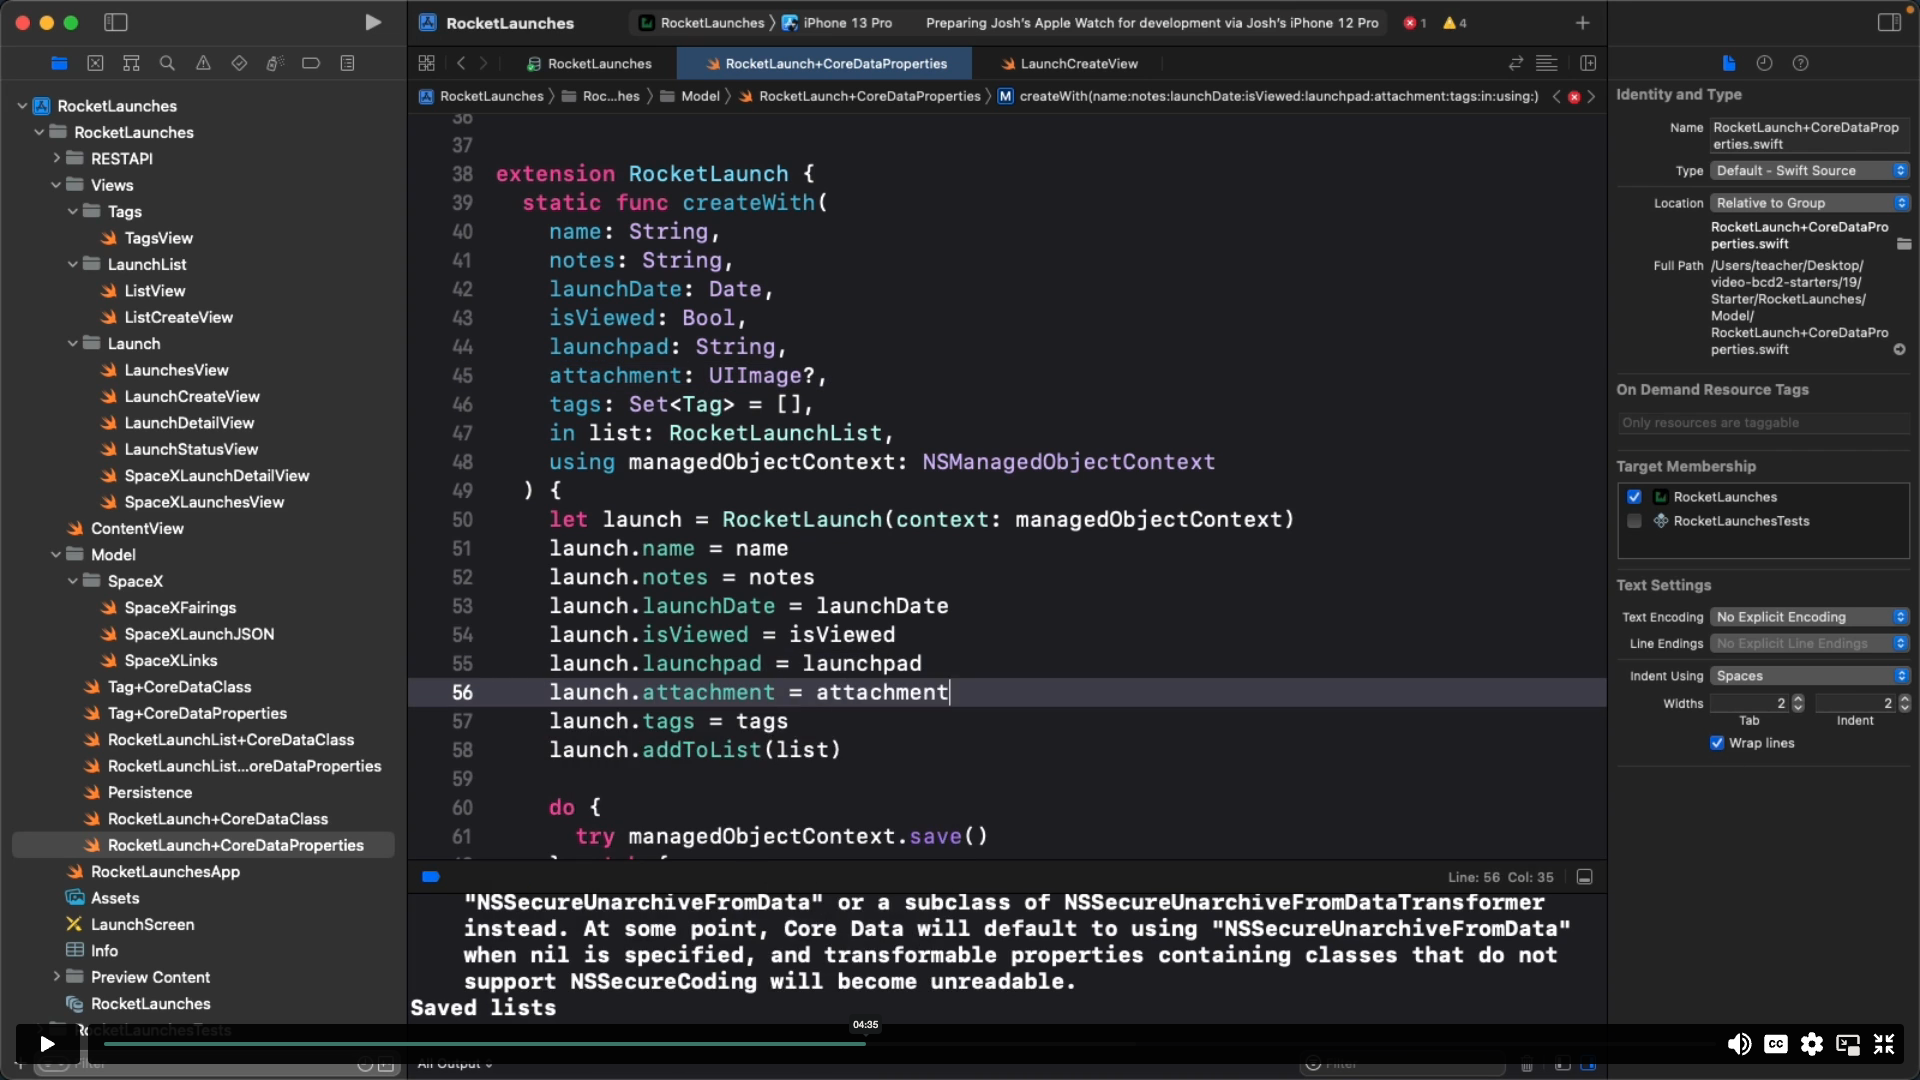 RocketLaunches
RocketLaunches
iPhone 13 Pro
Preparing Josh's Apple Watch for development via Josh's iPhone 12 Pro
1
4
RocketLaunches
RocketLaunch+CoreDataProperties
LaunchCreateView
RocketLaunches
Roc...hes
Model
RocketLaunch+CoreDataProperties
M
createWith(name:notes:launchDate:isViewed:launchpad:attachment:tags:in:using:)
RocketLaunches
RocketLaunches
RESTAPI
Views
Tags
TagsView
LaunchList
ListView
ListCreateView
Launch
LaunchesView
LaunchCreateView
LaunchDetailView
LaunchStatusView
SpaceXLaunchDetailView
SpaceXLaunchesView
ContentView
Model
SpaceX
SpaceXFairings
SpaceXLaunchJSON
SpaceXLinks
Tag+CoreDataClass
Tag+CoreDataProperties
RocketLaunchList+CoreDataClass
RocketLaunchList...oreDataProperties
Persistence
RocketLaunch+CoreDataClass
RocketLaunch+CoreDataProperties
RocketLaunchesApp
Assets
LaunchScreen
Info
Preview Content
RocketLaunches
RocketLaunchesTests
Filter
36
37
38 extension RocketLaunch {
39 static func createWith(
40 name: String,
41 notes: String,
42 launchDate: Date,
43 isViewed: Bool,
44 launchpad: String,
45 attachment: UIImage?,
46 tags: Set<Tag> = [],
47 in list: RocketLaunchList,
48 using managedObjectContext: NSManagedObjectContext
49 ) {
50 let launch = RocketLaunch(context: managedObjectContext)
51 launch.name = name
52 launch.notes = notes
53 launch.launchDate = launchDate
54 launch.isViewed = isViewed
55 launch.launchpad = launchpad
56 launch.attachment = attachment
57 launch.tags = tags
58 launch.addToList(list)
59
60 do {
61 try managedObjectContext.save()
Line: 56 Col: 35
"NSSecureUnarchiveFromData" or a subclass of NSSecureUnarchiveFromDataTransformer
instead. At some point, Core Data will default to using "NSSecureUnarchiveFromData"
when nil is specified, and transformable properties containing classes that do not
support NSSecureCoding will become unreadable.
Saved lists
04:35
All Output
Filter
CC
Identity and Type
Name RocketLaunch+CoreDataProp
erties.swift
Type Default - Swift Source
Location Relative to Group
RocketLaunch+CoreDataPro
perties.swift
Full Path /Users/teacher/Desktop/
video-bcd2-starters/19/
Starter/RocketLaunches/
Model/
RocketLaunch+CoreDataPro
perties.swift
On Demand Resource Tags
Only resources are taggable
Target Membership
RocketLaunches
RocketLaunchesTests
Text Settings
Text Encoding No Explicit Encoding
Line Endings No Explicit Line Endings
Indent Using Spaces
Widths 2 2
Tab Indent
Wrap lines